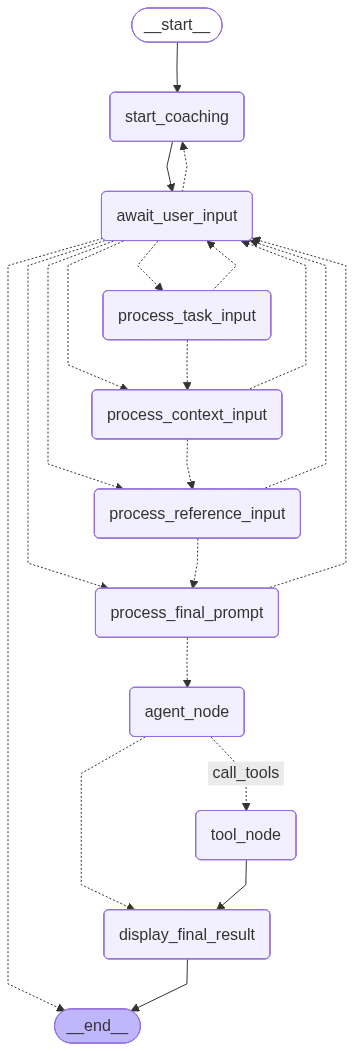 __start__
start_coaching
await_user_input
process_task_input
process_context_input
process_reference_input
process_final_prompt
agent_node
call_tools
tool_node
display_final_result
__end__